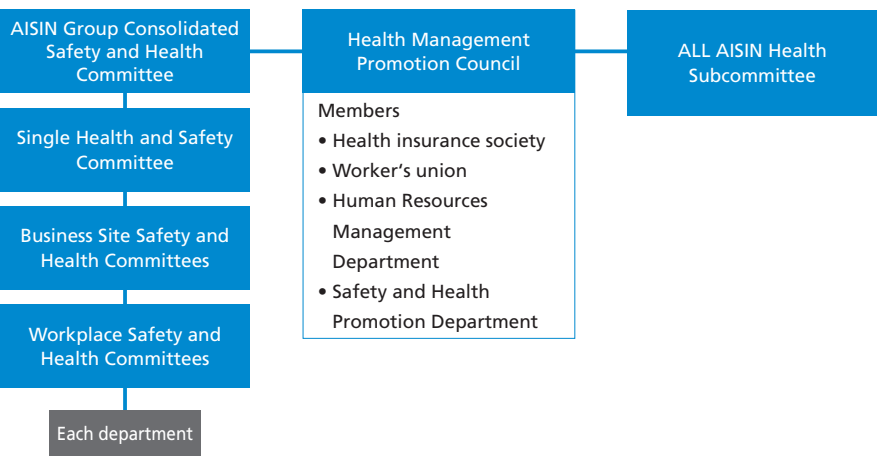 AISIN Group Consolidated
Safety and Health
Committee
Single Health and Safety
Committee
Business Site Safety and
Health Committees
Workplace Safety and
Health Committees
Each department
Health Management
Promotion Council
Members
• Health insurance society
• Worker's union
• Human Resources
Management
Department
• Safety and Health
Promotion Department
ALL AISIN Health
Subcommittee